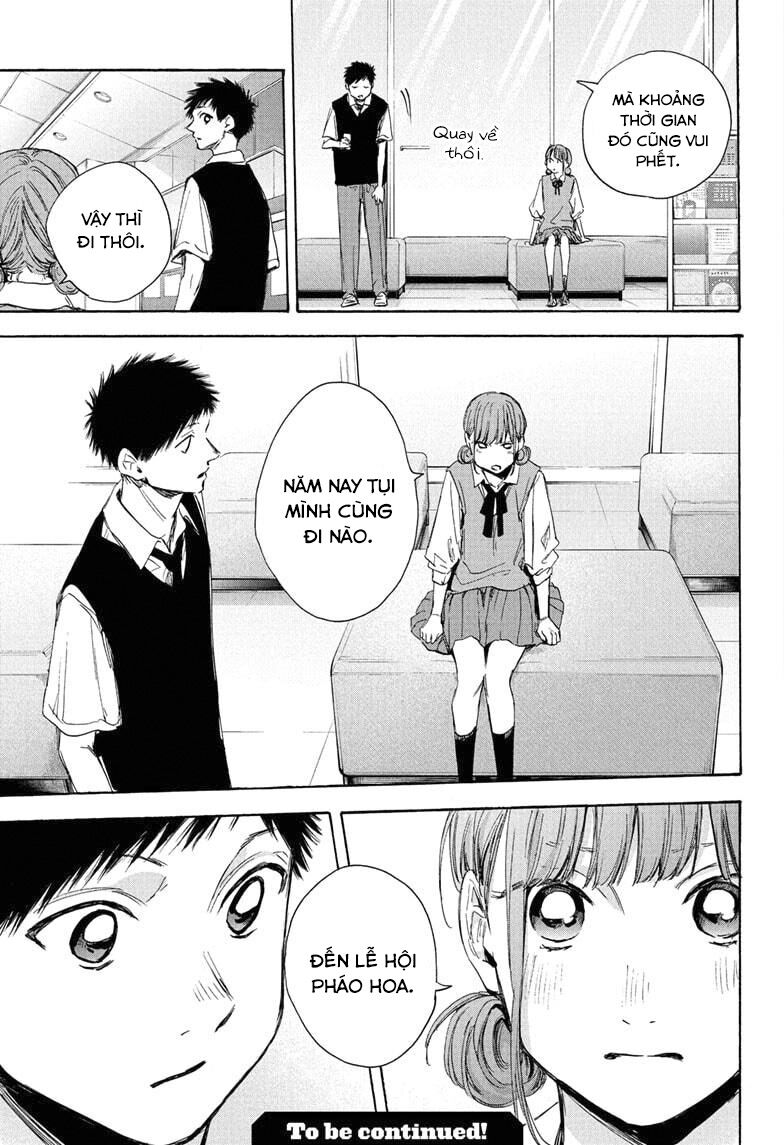 MÀ KHOẢNG
THỜI GIAN
ĐÓ CŨNG VUI
PHẾT.
Quay về
thôi.
VẬY THÌ
ĐI THÔI.
NĂM NAY TỤI
MÌNH CÙNG
ĐI NÀO.
ĐẾN LỄ HỘI
PHÁO HOA.
To be continued!